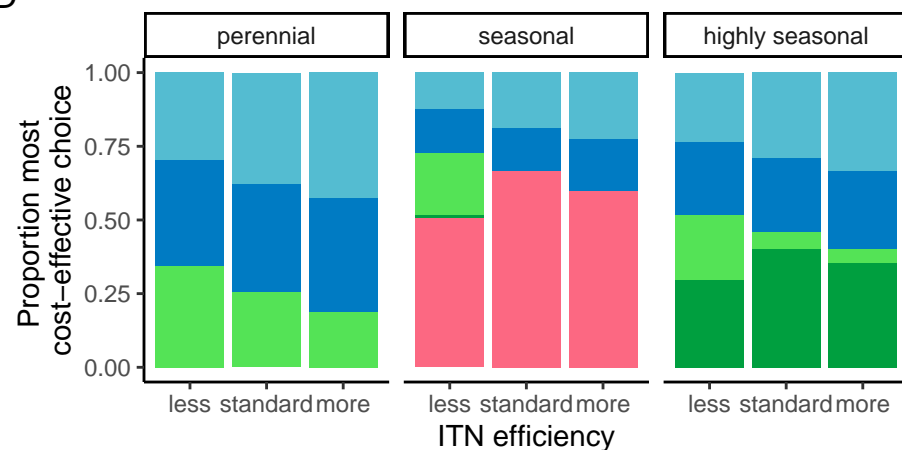 perennial seasonal highly seasonal
Proportion most
cost−effective choice
1.00
0.75
0.50
0.25
0.00
less standard more less standard more less standard more
ITN efficiency